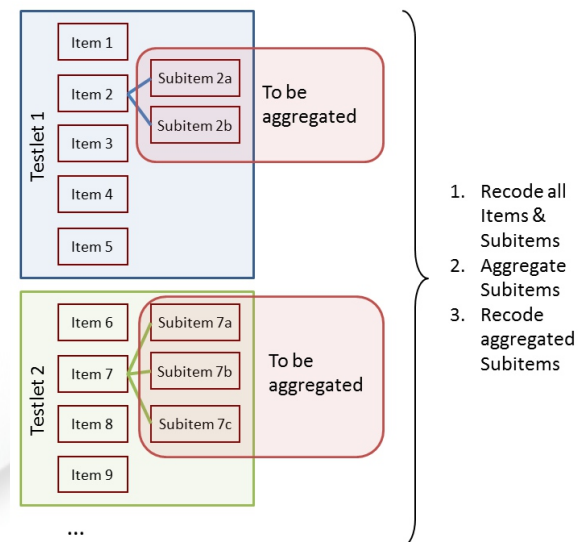 Testlet 1
Item 1
Item 2
Item 3
Item 4
Item 5
Subitem 2a
Subitem 2b
To be
aggregated
Testlet 2
Item 6
Item 7
Item 8
Item 9
Subitem 7a
Subitem 7b
Subitem 7c
To be
aggregated
...
1. Recode all
Items &
Subitems
2. Aggregate
Subitems
3. Recode
aggregated
Subitems